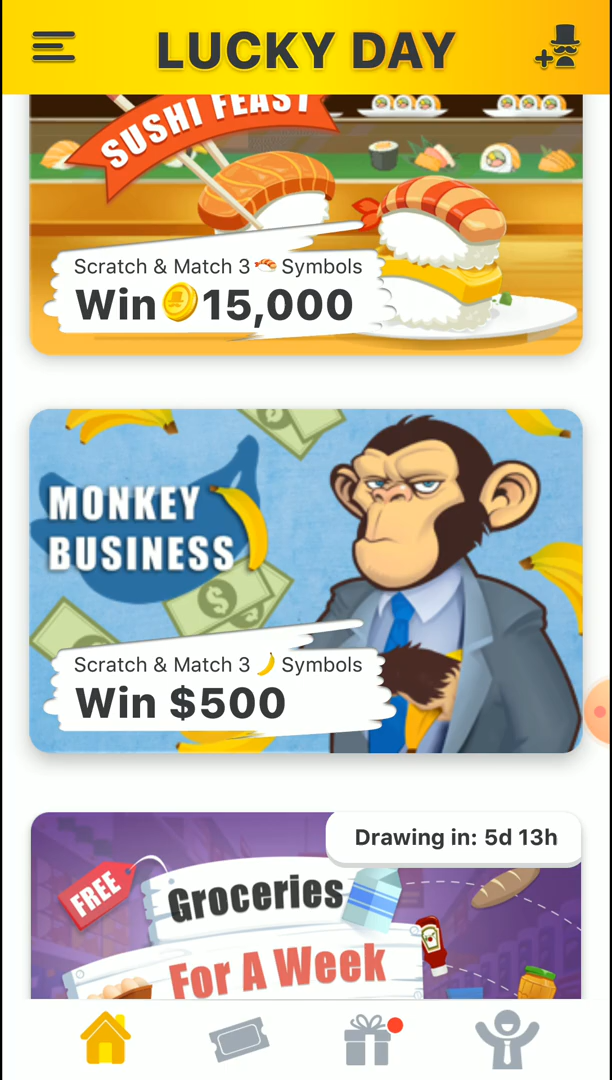 LUCKY DAY
SUSHI FEAST
Scratch & Match 3 Symbols
Win 15,000
MONKEY
BUSINESS
Scratch & Match 3 Symbols
Win $500
Drawing in: 5d 13h
FREE
Groceries
For A Week